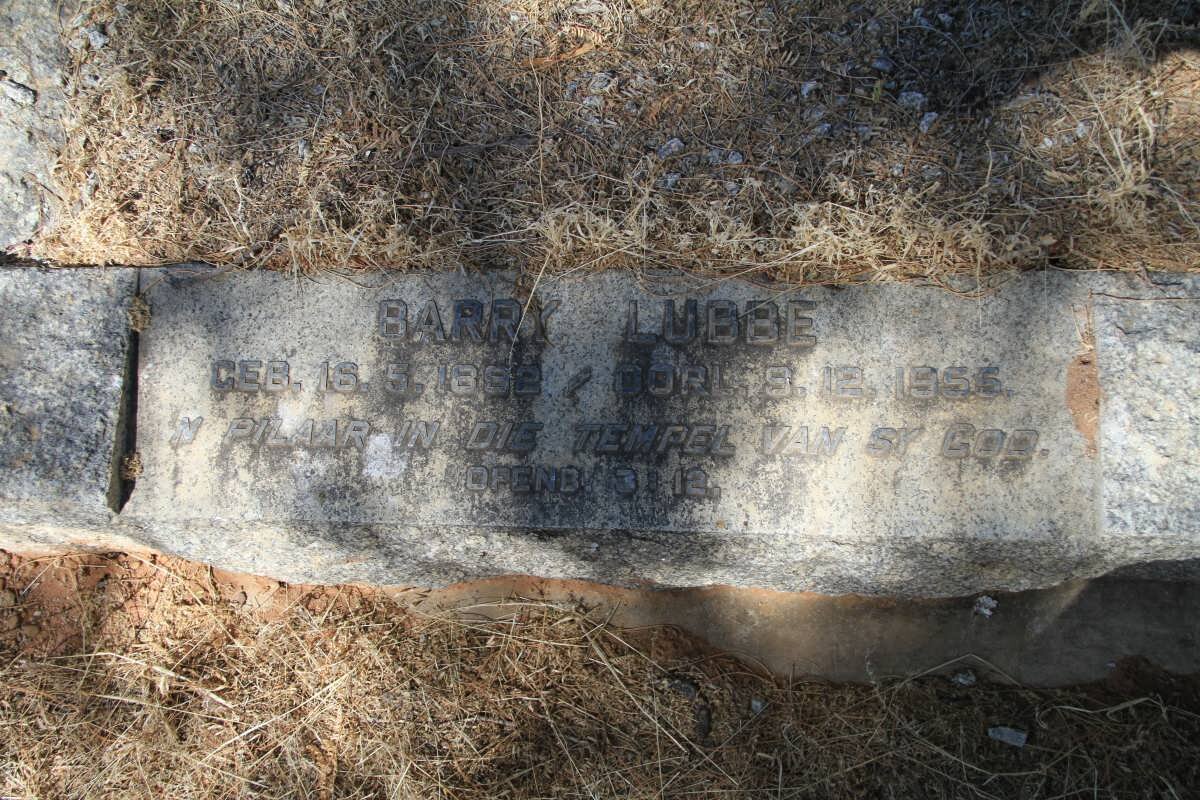 BARRY LUBBE
GEB. 16. 5. 1892 OORL. 9. 12. 1955.
'N PILAAR IN DIE TEMPEL VAN SY GOD.
OPENB. 3: 12.